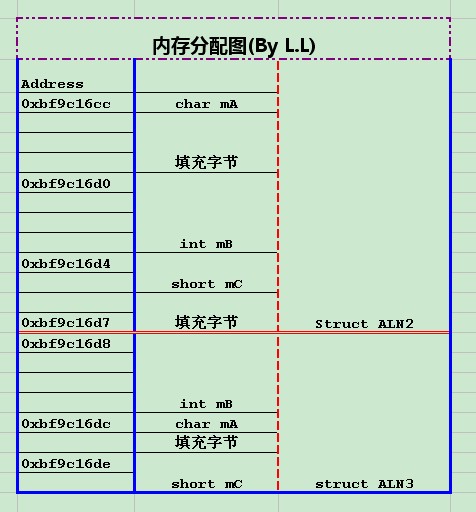 内存分配图(By L.L)
Address
0xbf9c16cc char mA
填充字节
0xbf9c16d0
int mB
0xbf9c16d4
short mC
0xbf9c16d7 填充字节 Struct ALN2
0xbf9c16d8
int mB
0xbf9c16dc char mA
填充字节
0xbf9c16de
short mC struct ALN3